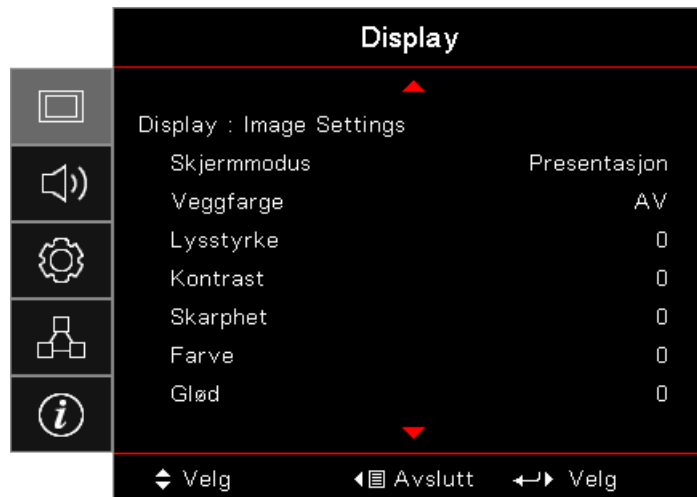 Display
Display : Image Settings
Skjermmodus Presentasjon
Veggfarge AV
Lysstyrke 0
Kontrast 0
Skarphet 0
Farve 0
Glød 0
Velg Avslutt Velg